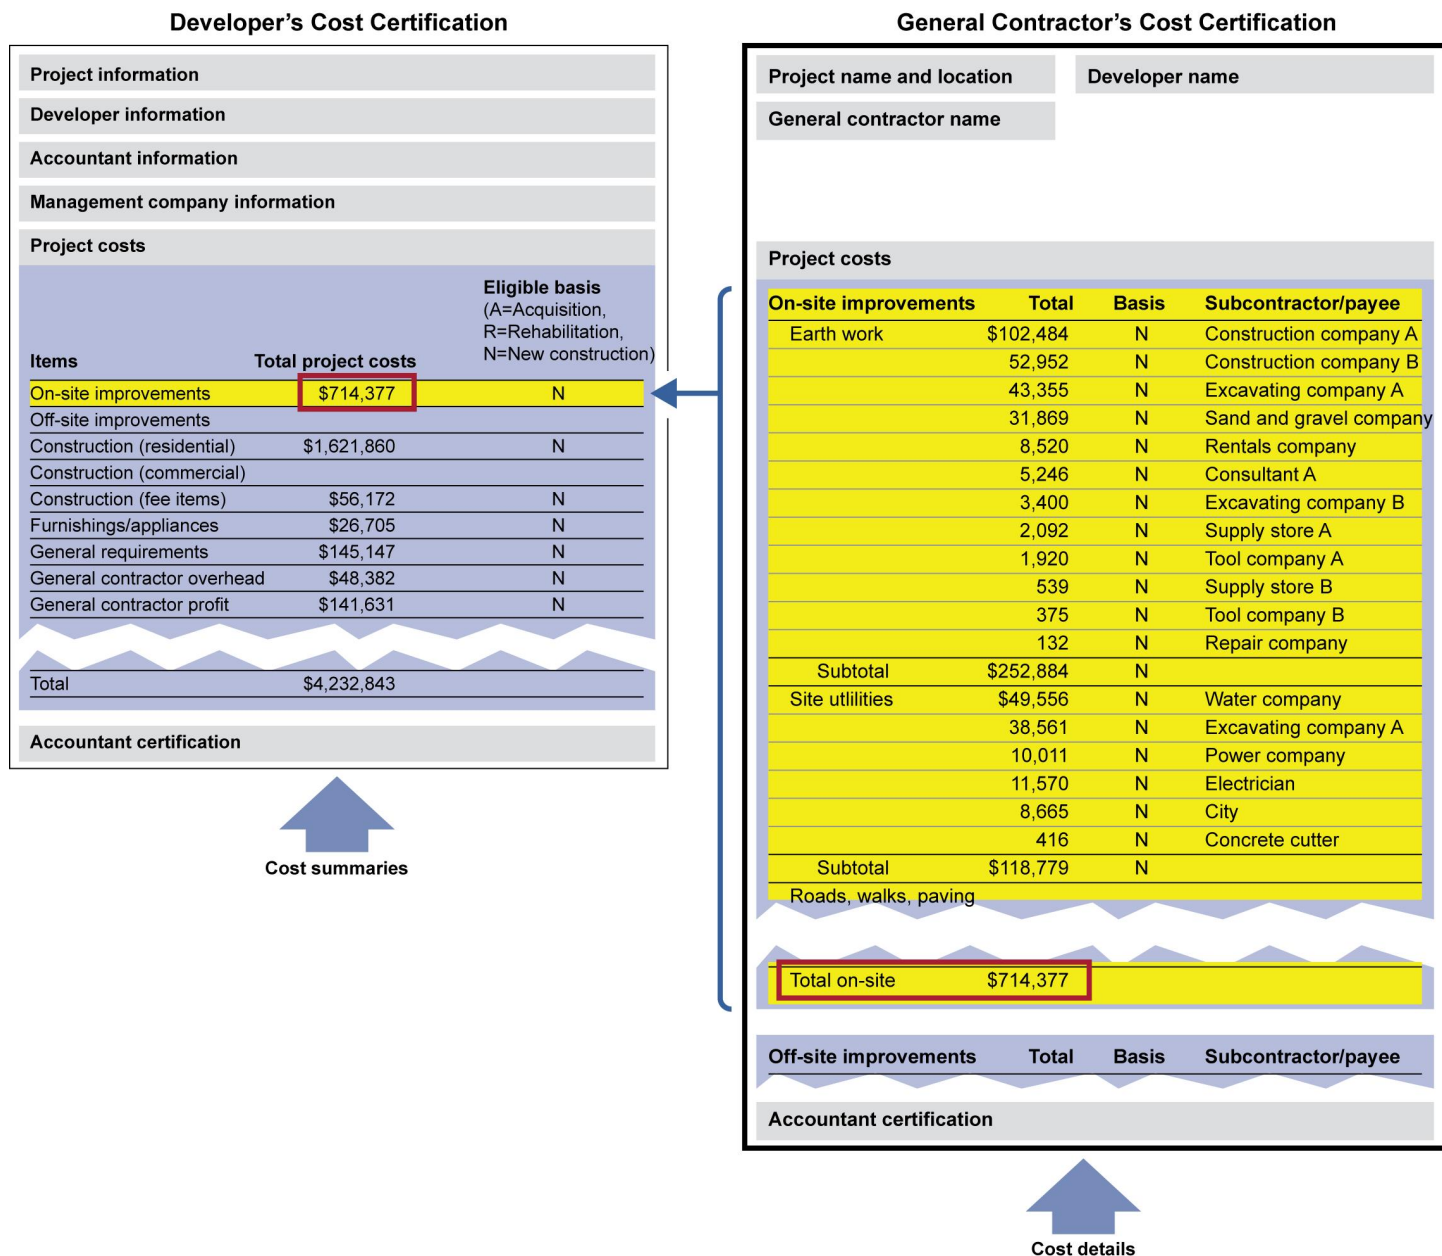 Developer's Cost Certification
Project information
Developer information
Accountant information
Management company information
Project costs
Eligible basis
(A=Acquisition,
R=Rehabilitation,
N=New construction)
Items Total project costs
On-site improvements $714,377 N
Off-site improvements
Construction (residential) $1,621,860 N
Construction (commercial)
Construction (fee items) $56,172 N
Furnishings/appliances $26,705 N
General requirements $145,147 N
General contractor overhead $48,382 N
General contractor profit $141,631 N
Total $4,232,843
Accountant certification
Cost summaries
General Contractor's Cost Certification
Project name and location Developer name
General contractor name
Project costs
On-site improvements Total Basis Subcontractor/payee
Earth work $102,484 N Construction company A
52,952 N Construction company B
43,355 N Excavating company A
31,869 N Sand and gravel company
8,520 N Rentals company
5,246 N Consultant A
3,400 N Excavating company B
2,092 N Supply store A
1,920 N Tool company A
539 N Supply store B
375 N Tool company B
132 N Repair company
Subtotal $252,884 N
Site utlilities $49,556 N Water company
38,561 N Excavating company A
10,011 N Power company
11,570 N Electrician
8,665 N City
416 N Concrete cutter
Subtotal $118,779 N
Roads, walks, paving
Total on-site $714,377
Off-site improvements Total Basis Subcontractor/payee
Accountant certification
Cost details